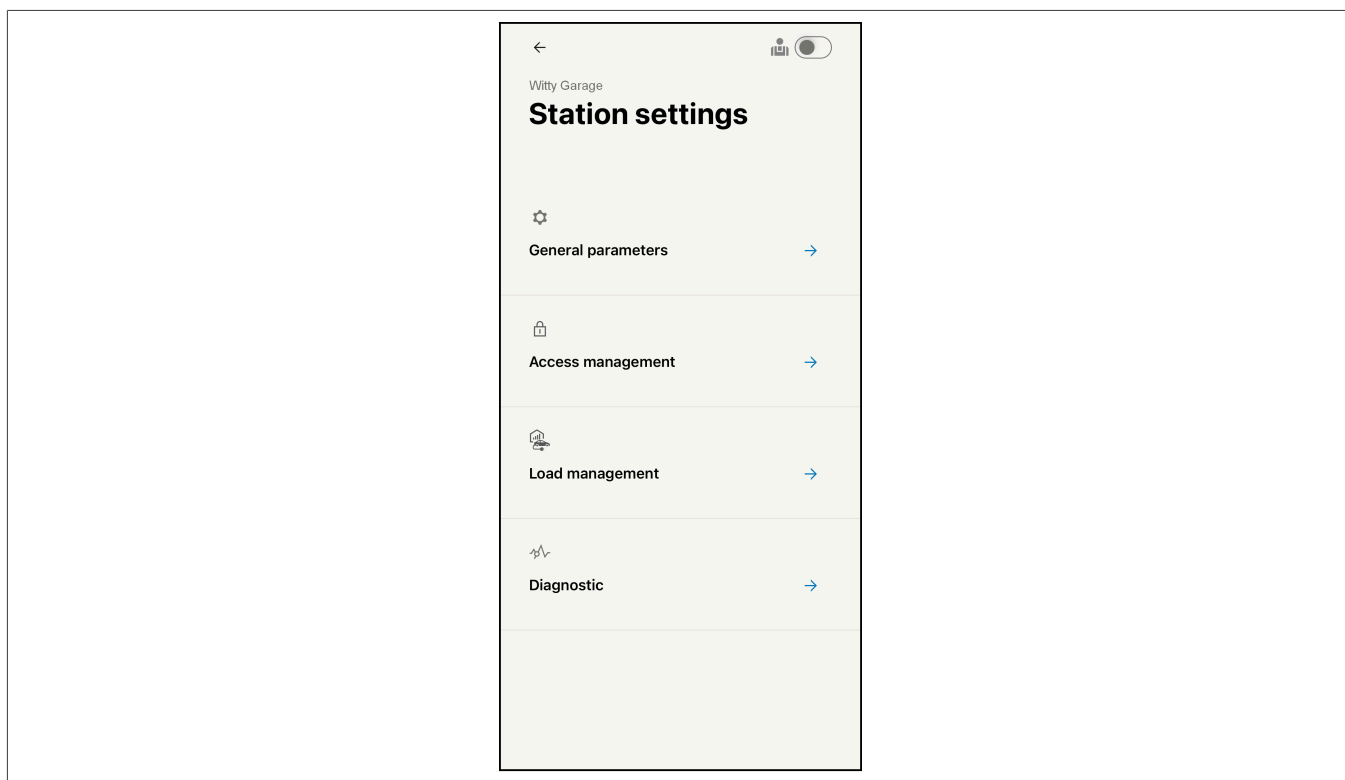 Witty Garage
Station settings
General parameters
Access management
Load management
Diagnostic